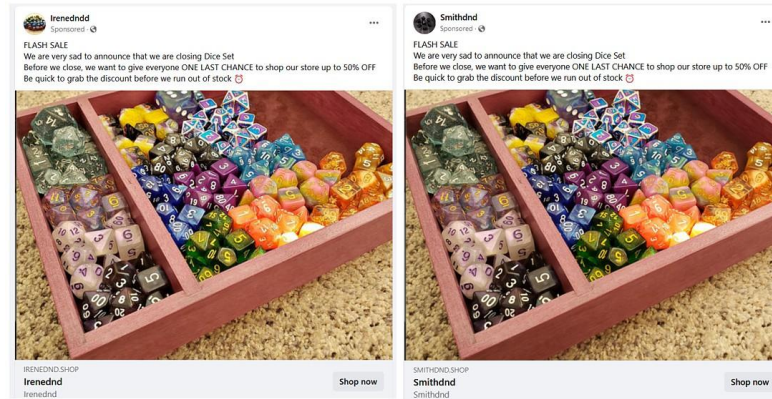 Irenedndd
Sponsored ·
FLASH SALE
We are very sad to announce that we are closing Dice Set
Before we close, we want to give everyone ONE LAST CHANCE to shop our store up to 50% OFF
Be quick to grab the discount before we run out of stock ⏰
IRENEDND.SHOP
Irenednd
Irenednd
Shop now
Smithdnd
Sponsored ·
FLASH SALE
We are very sad to announce that we are closing Dice Set
Before we close, we want to give everyone ONE LAST CHANCE to shop our store up to 50% OFF
Be quick to grab the discount before we run out of stock ⏰
SMITHDND.SHOP
Smithdnd
Smithdnd
Shop now